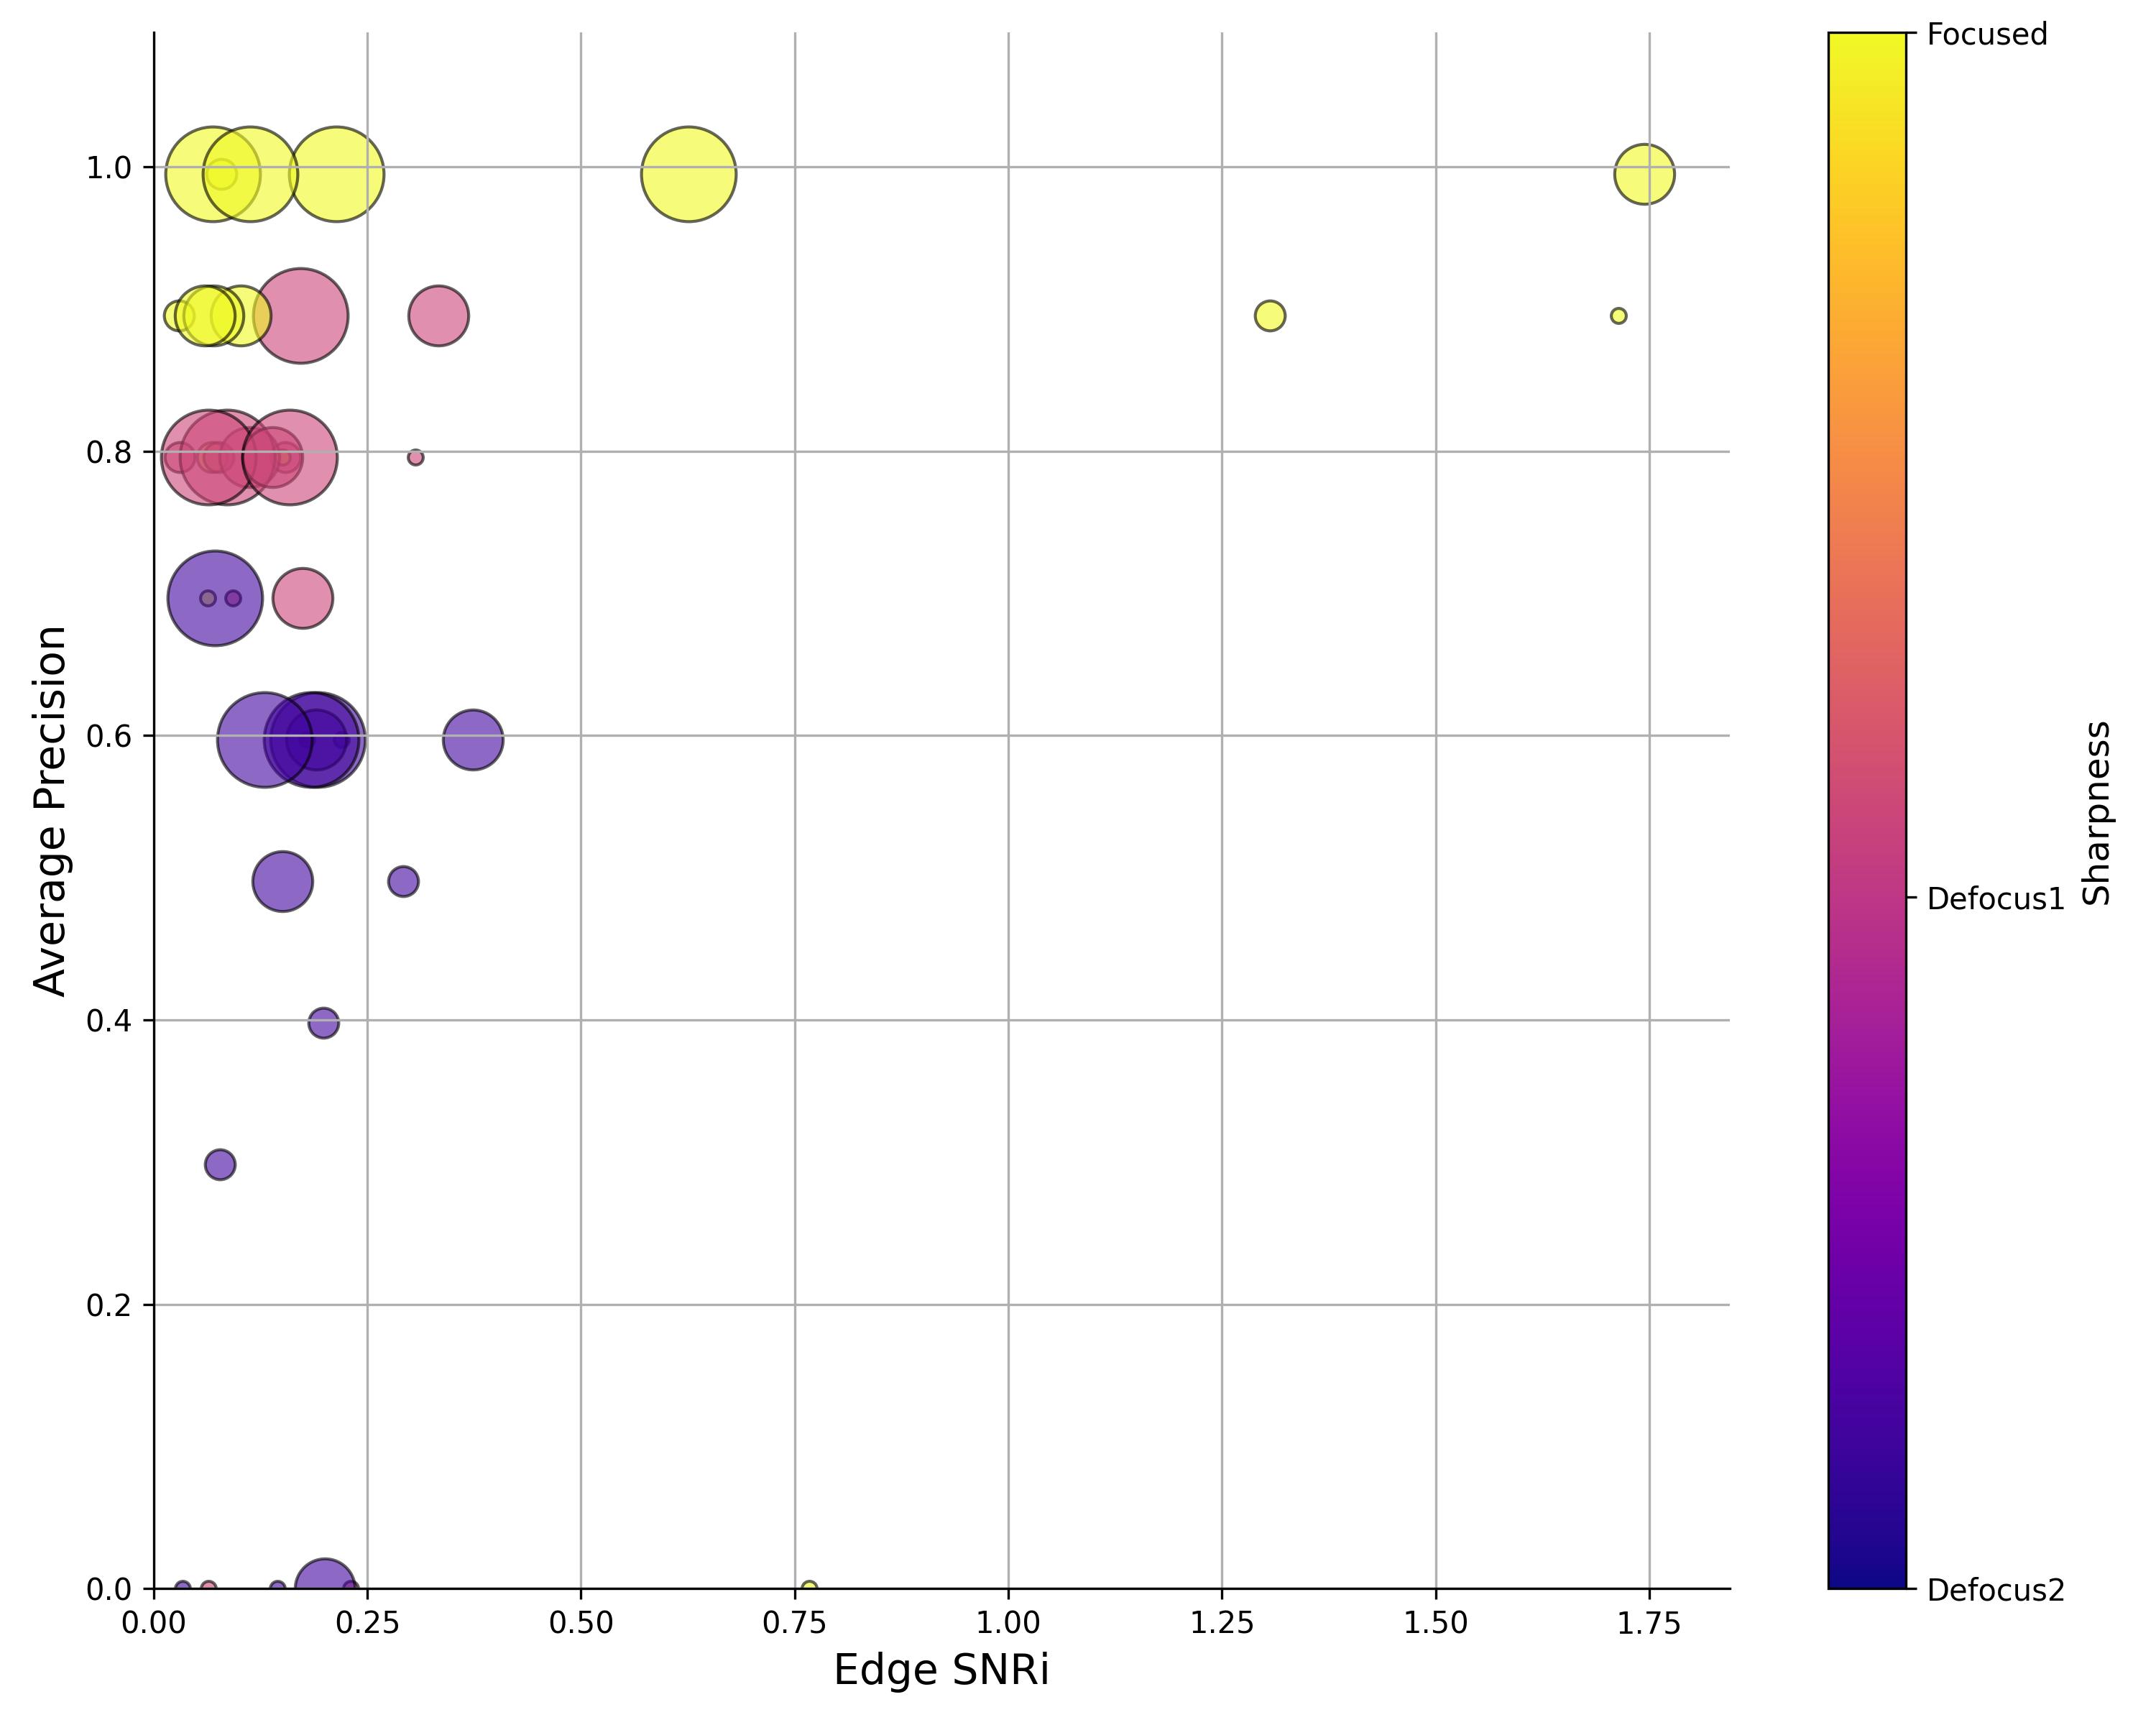 Average Precision
1.0
0.8
0.6
0.4
0.2
0.0
0.00 0.25 0.50 0.75 1.00 1.25 1.50 1.75
Edge SNRi
Focused
Defocus1
Defocus2
Sharpness